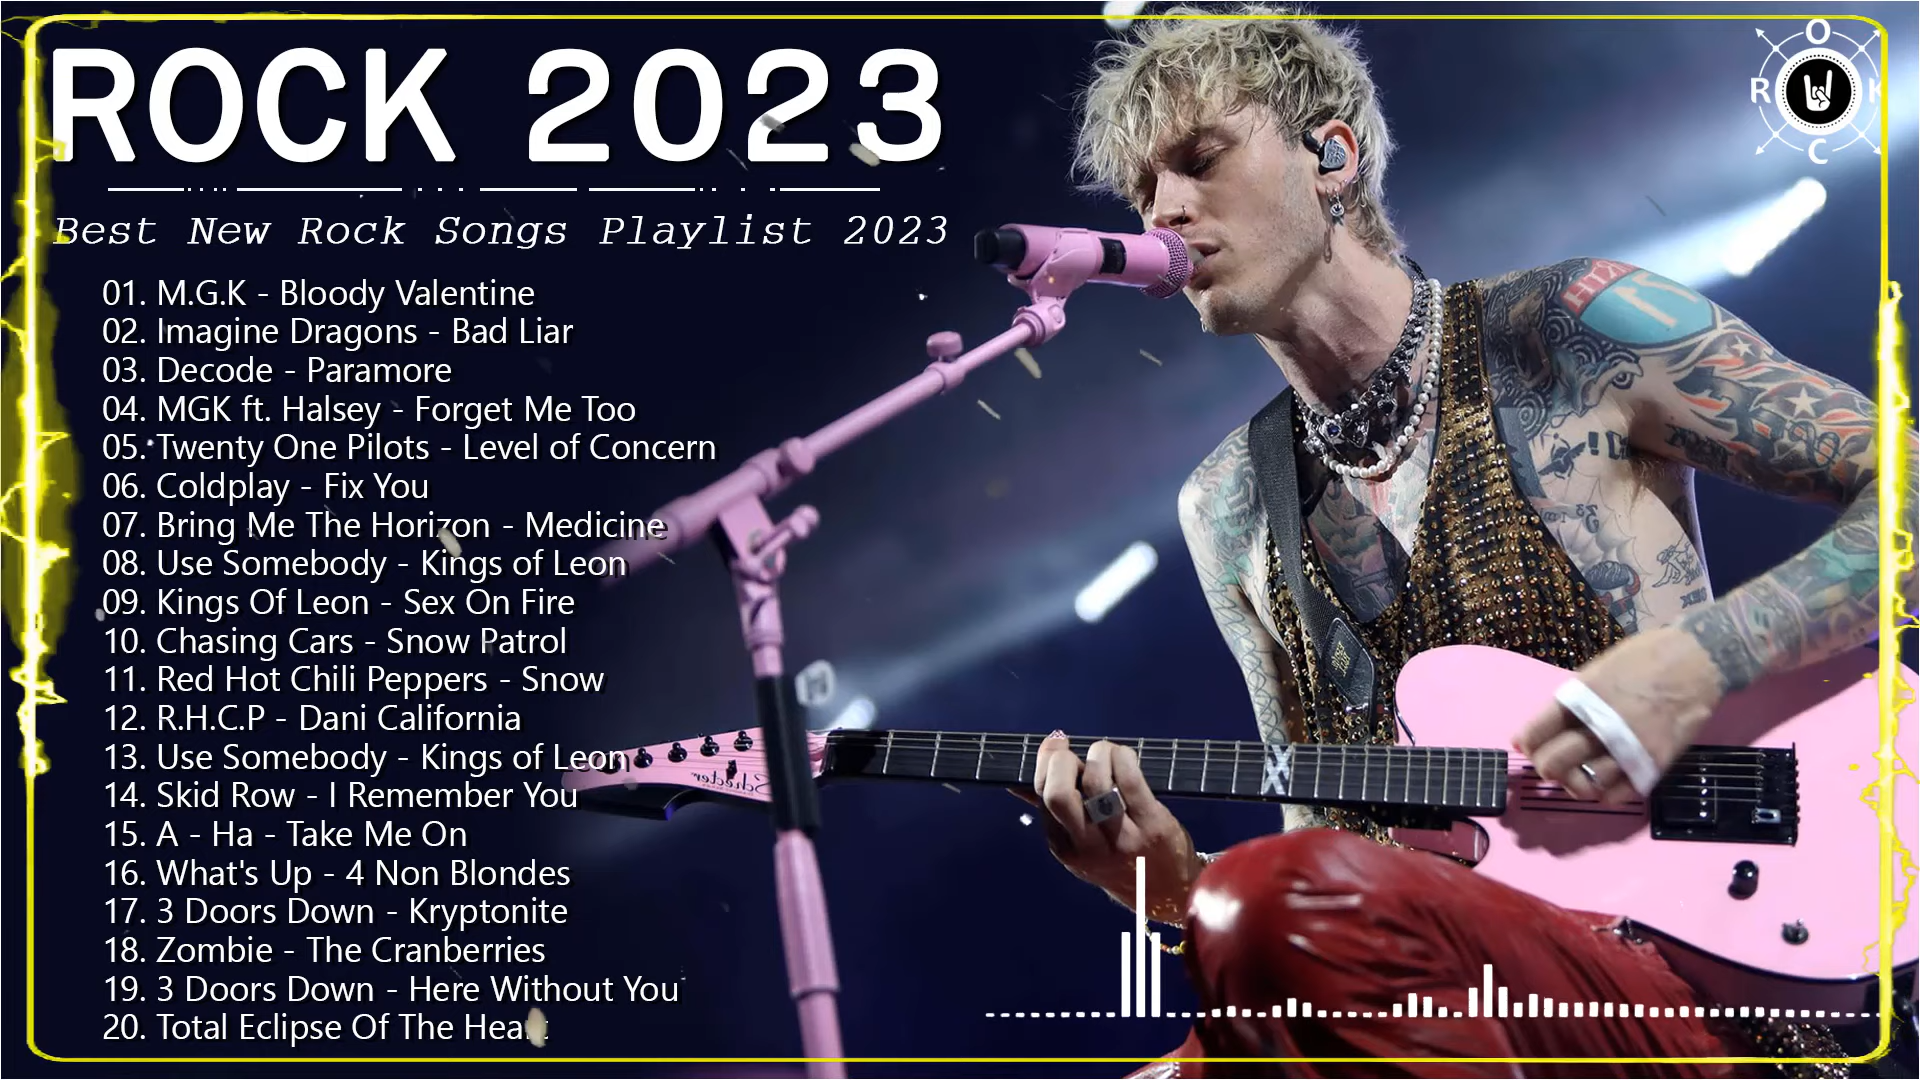 ROCK 2023
Best New Rock Songs Playlist 2023
01. M.G.K - Bloody Valentine
02. Imagine Dragons - Bad Liar
03. Decode - Paramore
04. MGK ft. Halsey - Forget Me Too
05. Twenty One Pilots - Level of Concern
06. Coldplay - Fix You
07. Bring Me The Horizon - Medicine
08. Use Somebody - Kings of Leon
09. Kings Of Leon - Sex On Fire
10. Chasing Cars - Snow Patrol
11. Red Hot Chili Peppers - Snow
12. R.H.C.P - Dani California
13. Use Somebody - Kings of Leon
14. Skid Row - I Remember You
15. A - Ha - Take Me On
16. What's Up - 4 Non Blondes
17. 3 Doors Down - Kryptonite
18. Zombie - The Cranberries
19. 3 Doors Down - Here Without You
20. Total Eclipse Of The Heart
R O C K
Schecter